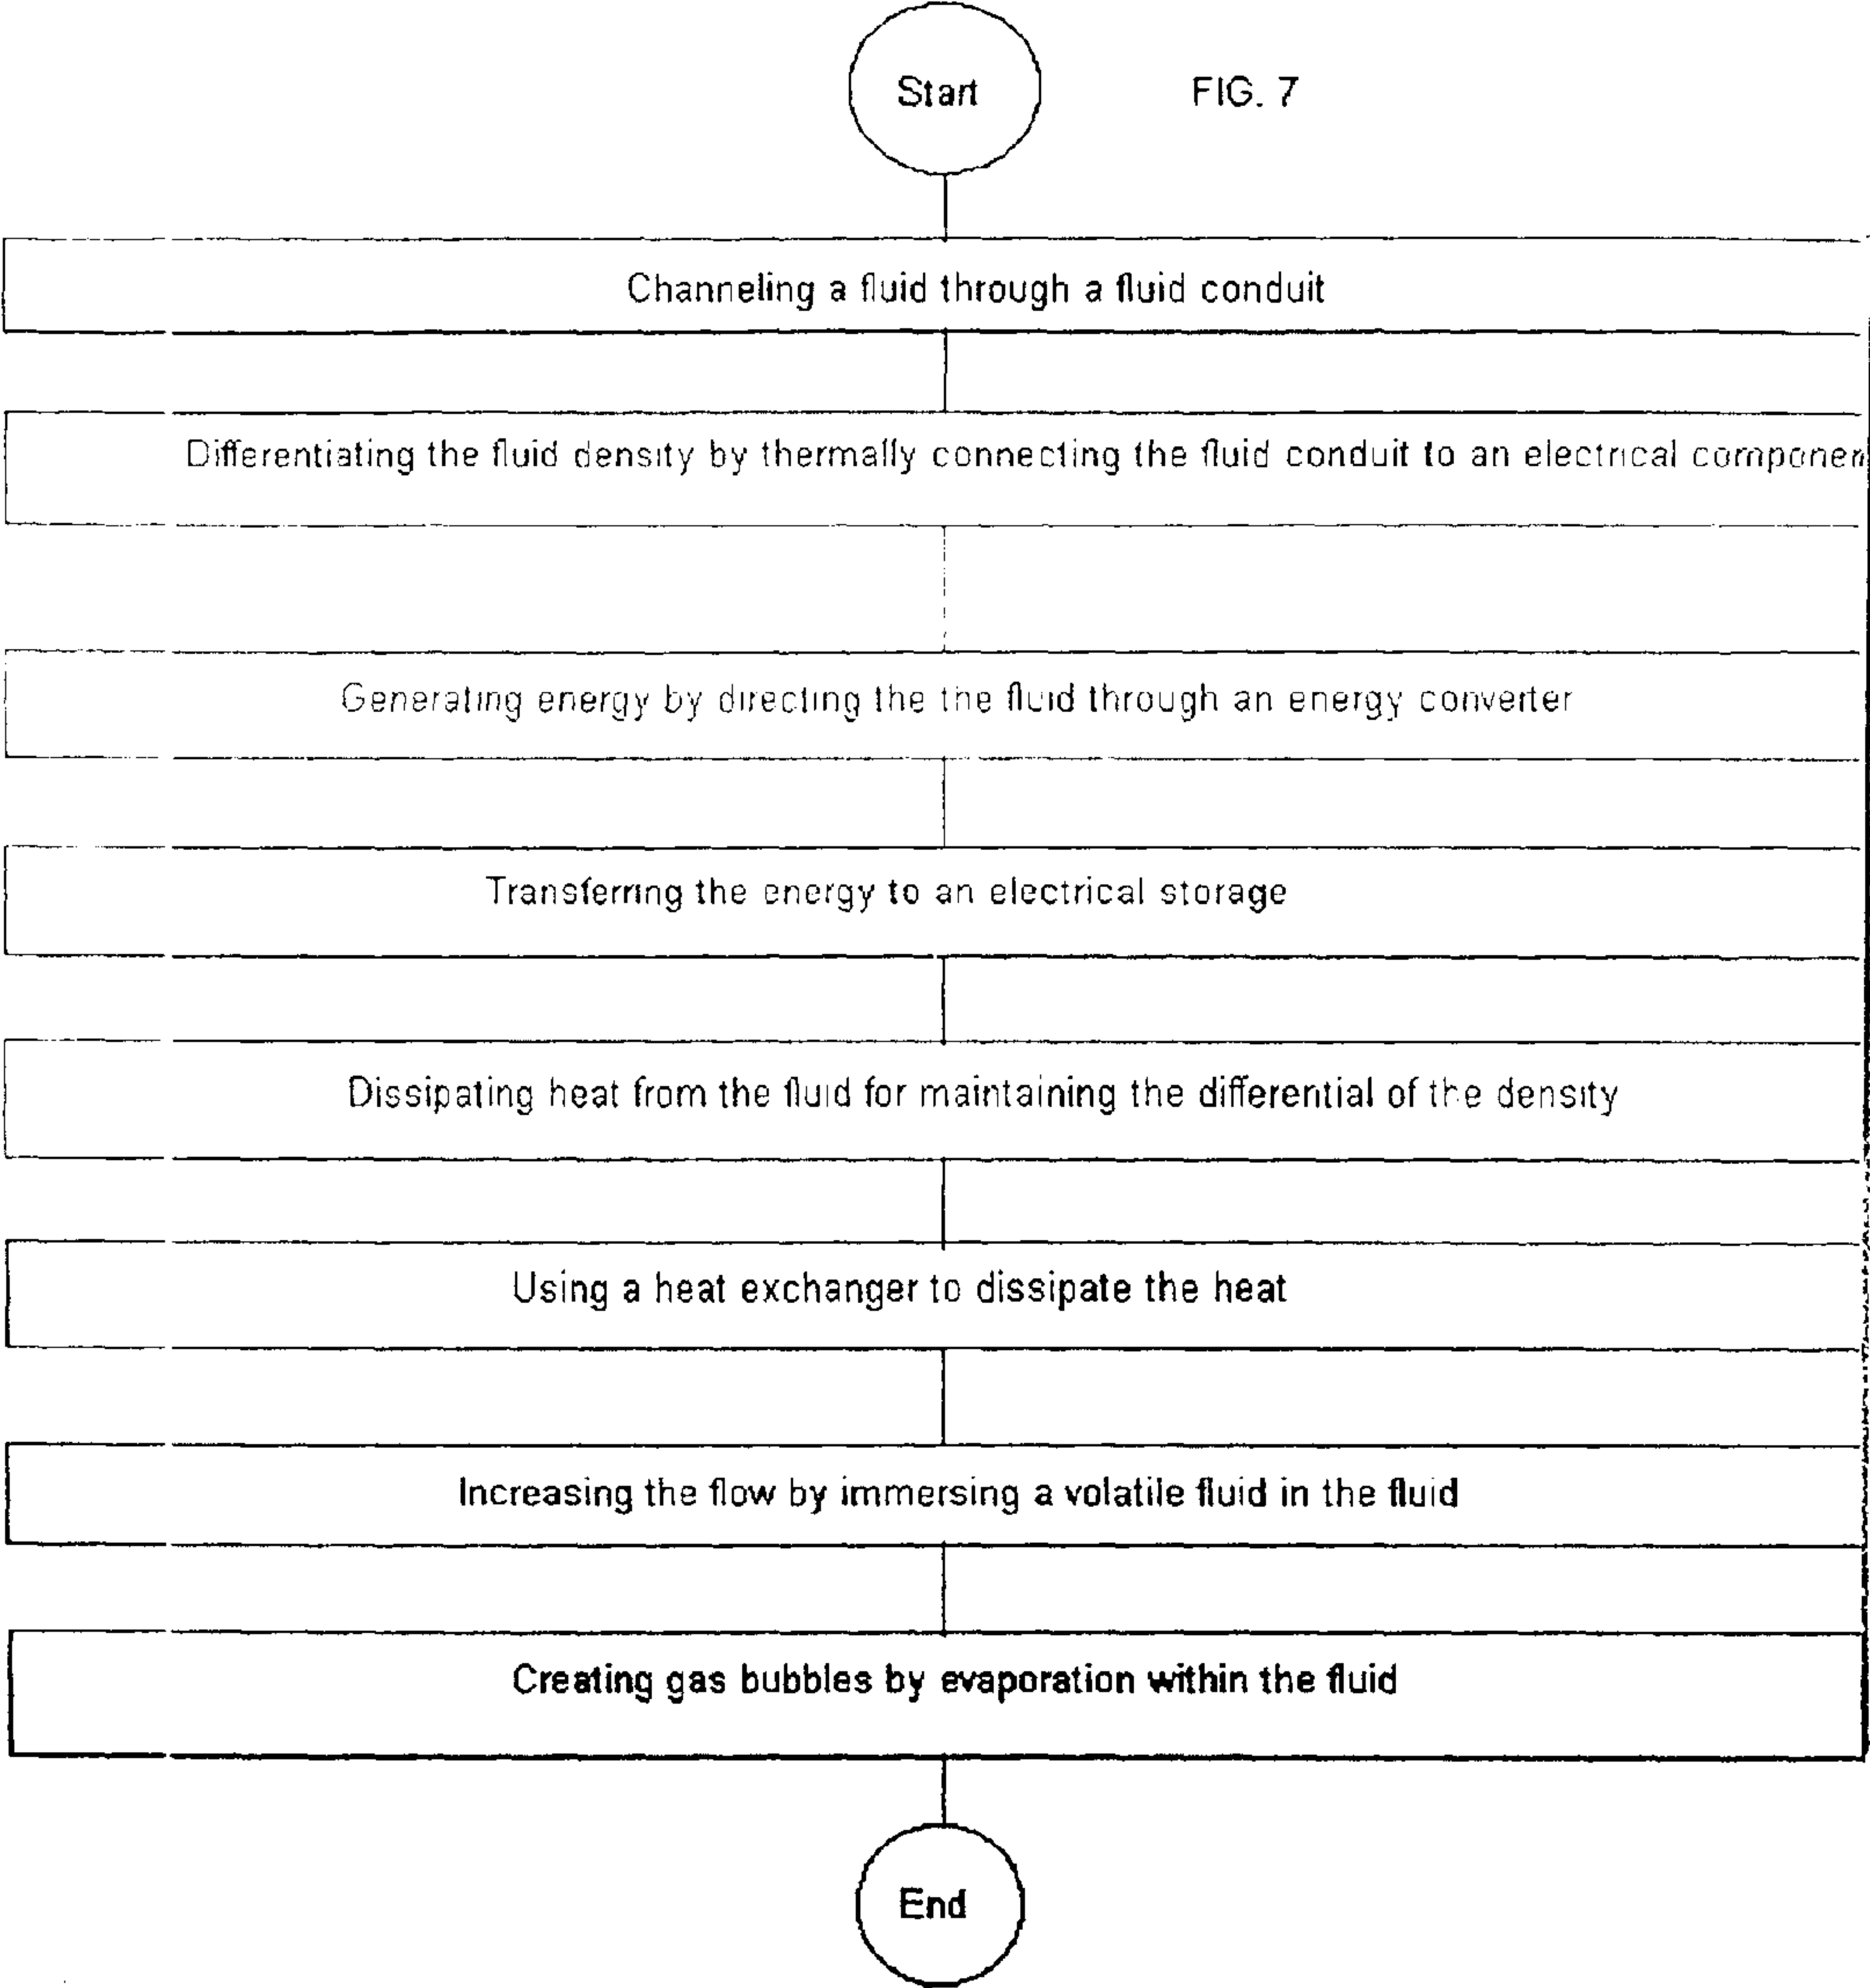 Start
FIG. 7
Channeling a fluid through a fluid conduit
Differentiating the fluid density by thermally connecting the fluid conduit to an electrical componen
Generating energy by directing the the fluid through an energy converter
Transferring the energy to an electrical storage
Dissipating heat from the fluid for maintaining the differential of the density
Using a heat exchanger to dissipate the heat
Increasing the flow by immersing a volatile fluid in the fluid
Creating gas bubbles by evaporation within the fluid
End